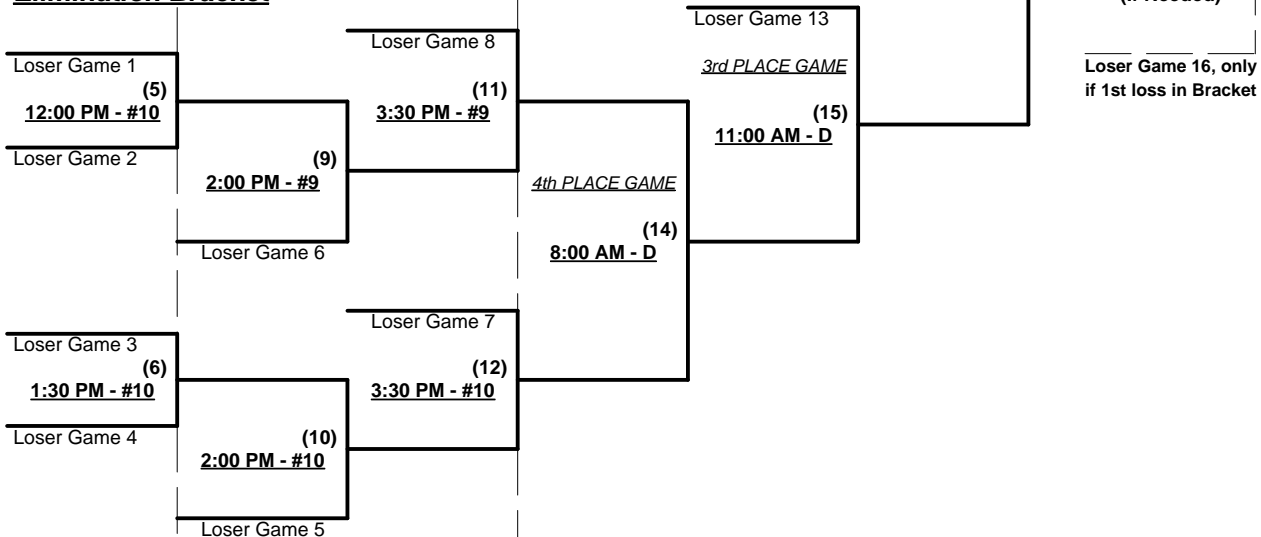 Elimination Bracket
(If Needed)
Loser Game 13
Loser Game 8
Loser Game 1
3rd PLACE GAME
Loser Game 16, only
if 1st loss in Bracket
(5)
12:00 PM - #10
(11)
3:30 PM - #9
(15)
11:00 AM - D
Loser Game 2
(9)
2:00 PM - #9
4th PLACE GAME
(14)
8:00 AM - D
Loser Game 6
Loser Game 7
Loser Game 3
(6)
1:30 PM - #10
(12)
3:30 PM - #10
Loser Game 4
(10)
2:00 PM - #10
Loser Game 5